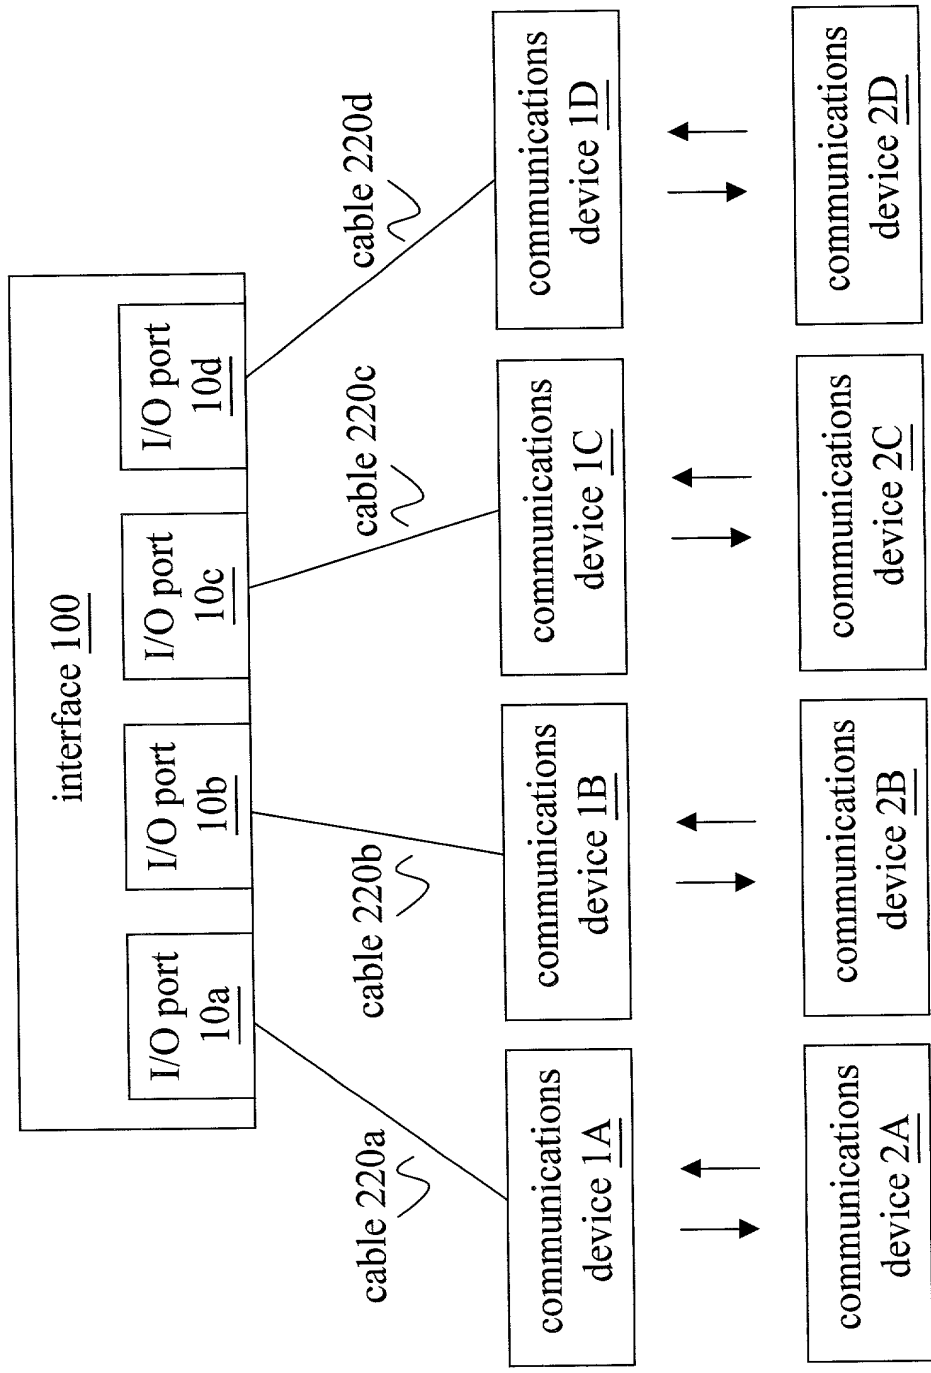 interface 100
I/O port
10a
I/O port
10b
I/O port
10c
I/O port
10d
cable 220a
cable 220b
cable 220c
cable 220d
communications
device 1A
communications
device 1B
communications
device 1C
communications
device 1D
communications
device 2A
communications
device 2B
communications
device 2C
communications
device 2D